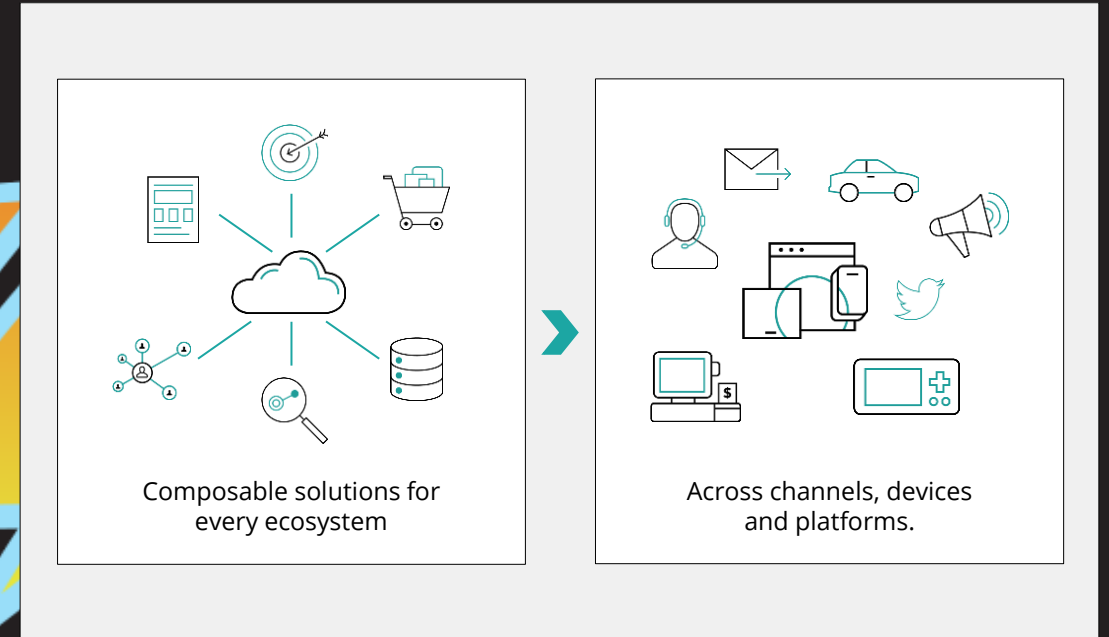 $
Composable solutions for
every ecosystem
Across channels, devices
and platforms.